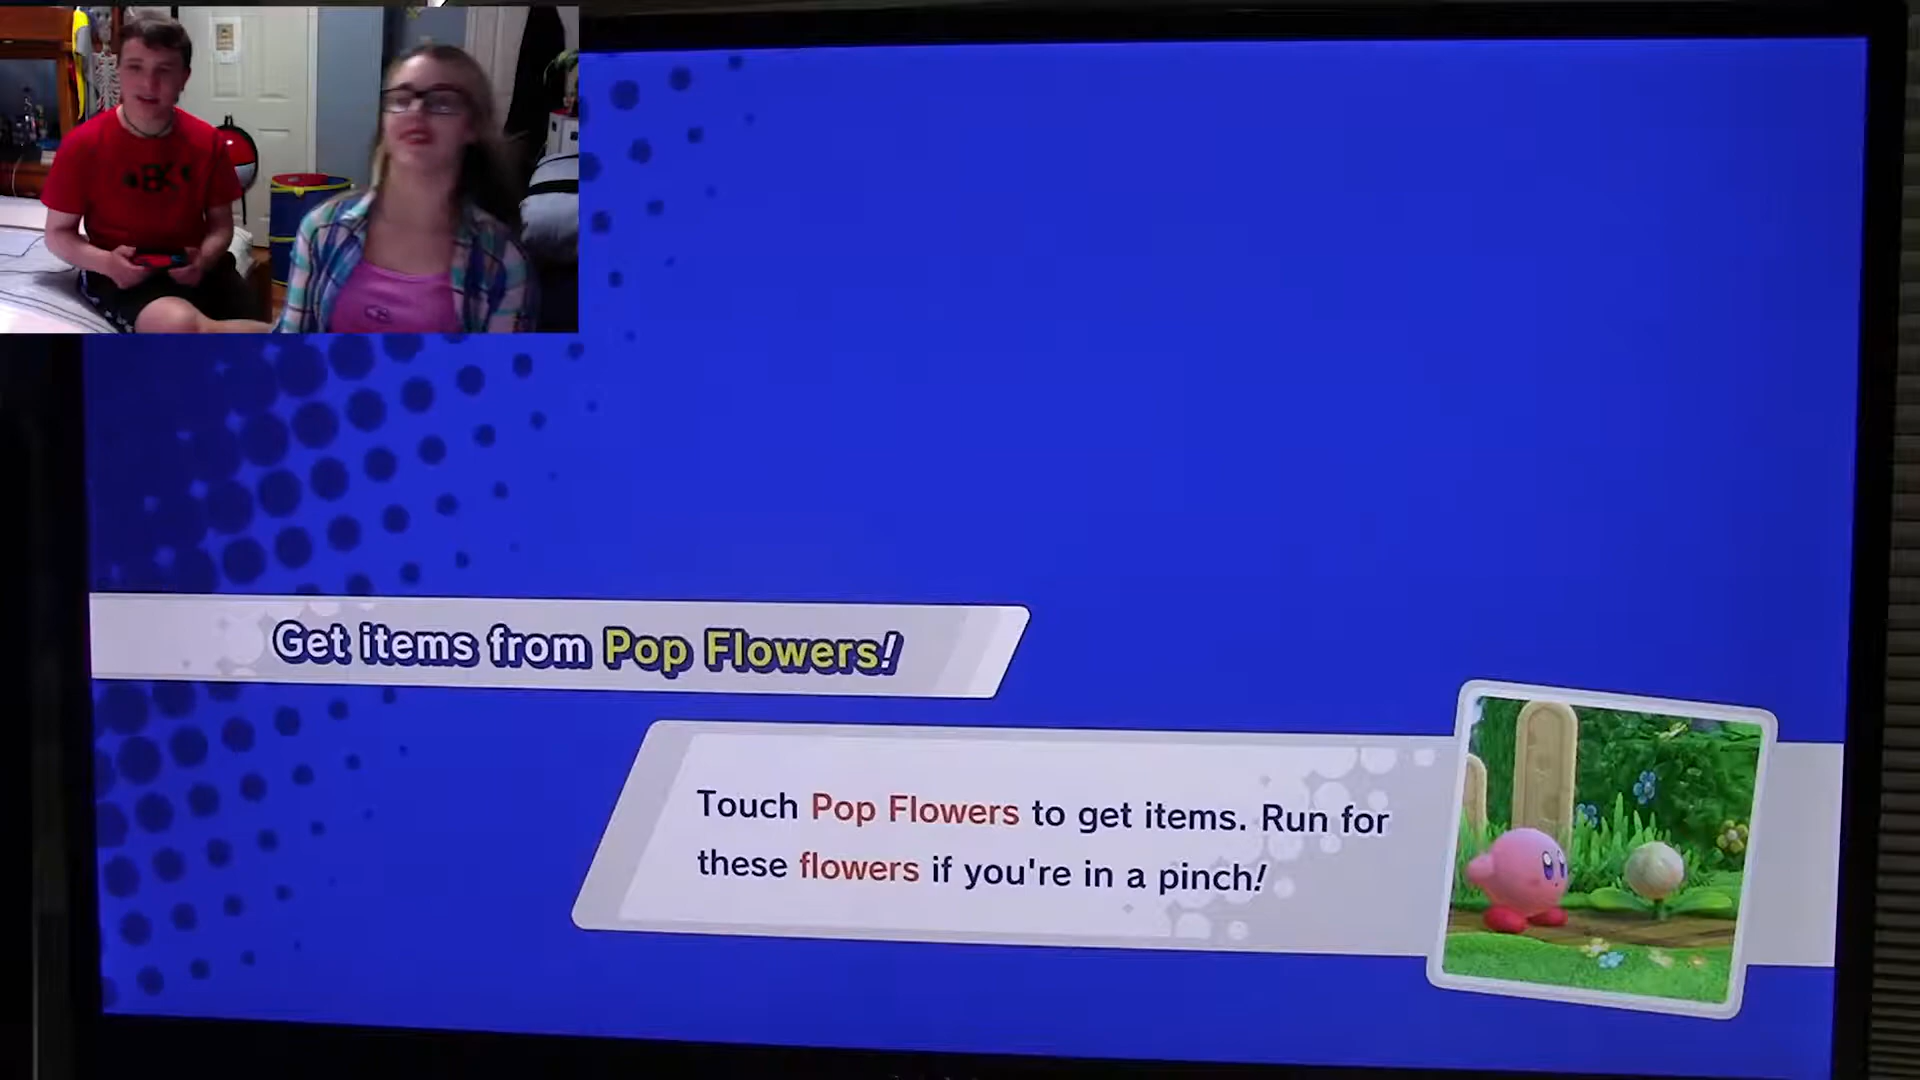 Get items from Pop Flowers!
Touch Pop Flowers to get items. Run for
these flowers if you're in a pinch!